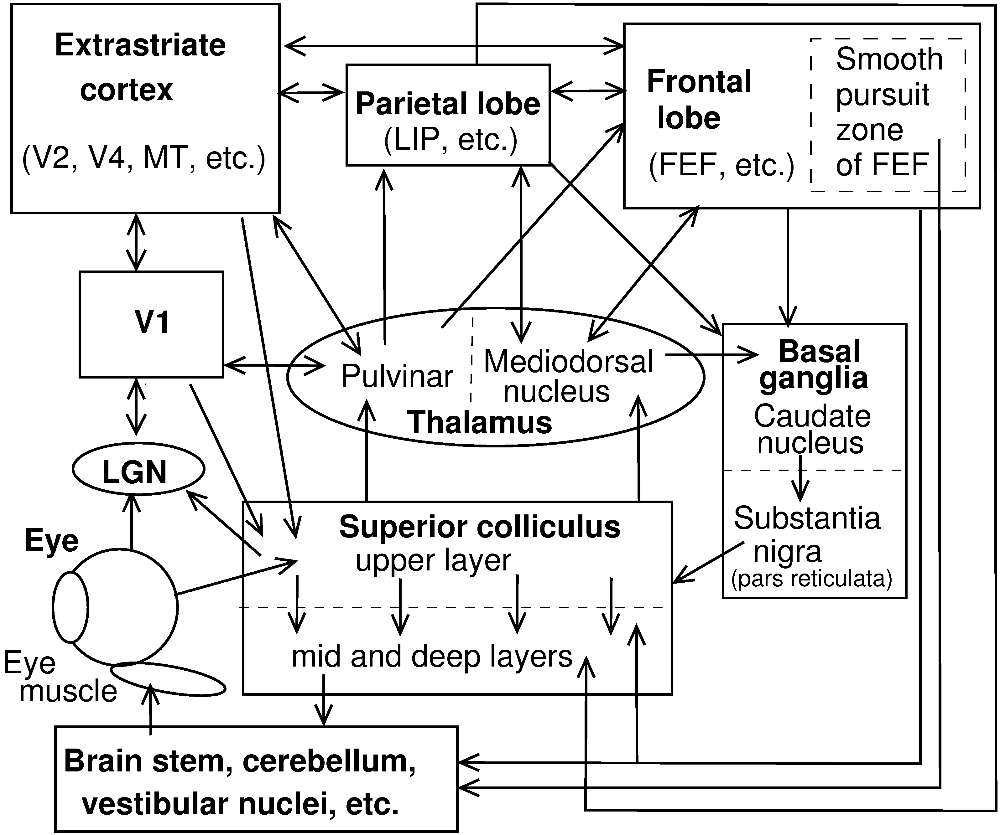 Extrastriate
cortex
(V2, V4, MT, etc.)
Parietal lobe
(LIP, etc.)
Frontal
lobe
(FEF, etc.)
Smooth
pursuit
zone
of FEF
V1
Pulvinar
Mediodorsal
nucleus
Thalamus
Basal
ganglia
Caudate
nucleus
Substantia
nigra
(pars reticulata)
LGN
Superior colliculus
upper layer
mid and deep layers
Eye
Eye
muscle
Brain stem, cerebellum,
vestibular nuclei, etc.